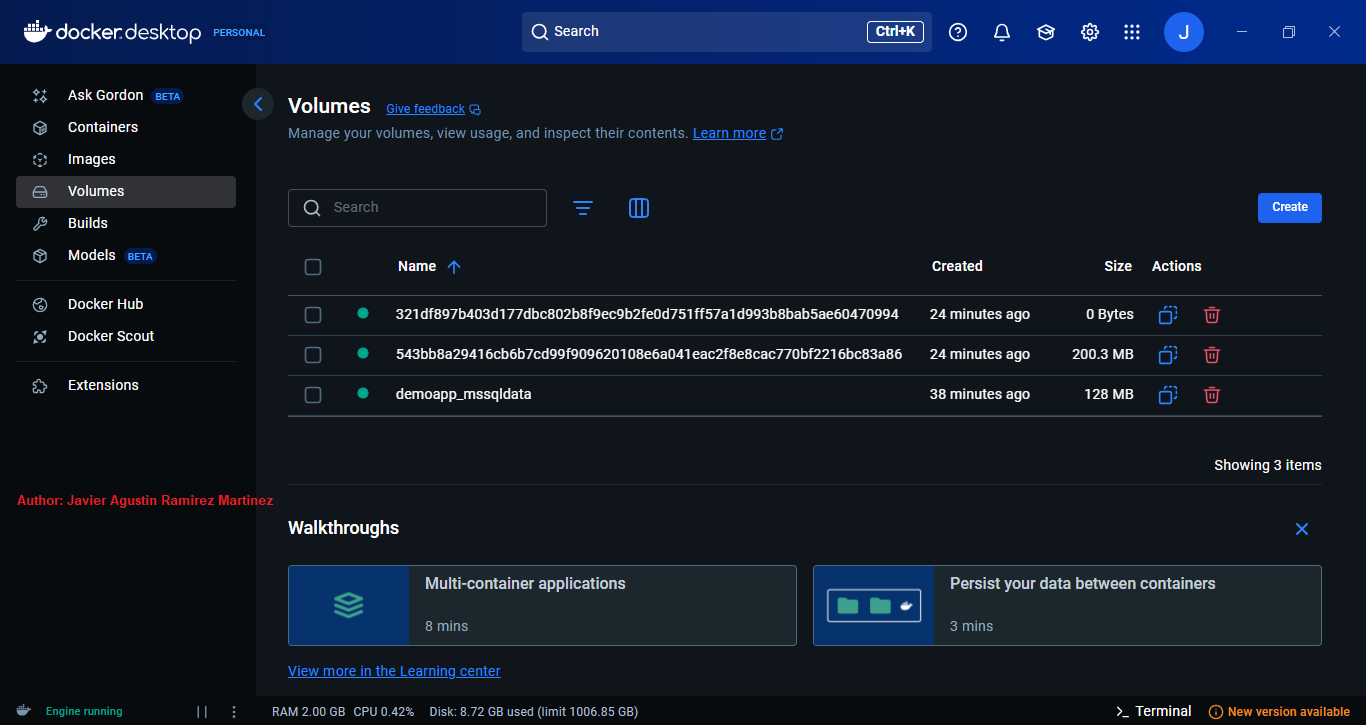 docker.desktop PERSONAL
Search
Ctrl+K
J
Ask Gordon BETA
Containers
Images
Volumes
Builds
Models BETA
Docker Hub
Docker Scout
Extensions
Author: Javier Agustin Ramirez Martinez
Volumes Give feedback
Manage your volumes, view usage, and inspect their contents. Learn more
Search
Create
Name Created Size Actions
321df897b403d177dbc802b8f9ec9b2fe0d751ff57a1d993b8bab5ae60470994 24 minutes ago 0 Bytes
543bb8a29416cb6b7cd99f909620108e6a041eac2f8e8cac770bf2216bc83a86 24 minutes ago 200.3 MB
demoapp_mssqldata 38 minutes ago 128 MB
Showing 3 items
Walkthroughs
Multi-container applications
8 mins
Persist your data between containers
3 mins
View more in the Learning center
Engine running RAM 2.00 GB CPU 0.42% Disk: 8.72 GB used (limit 1006.85 GB) >_ Terminal New version available